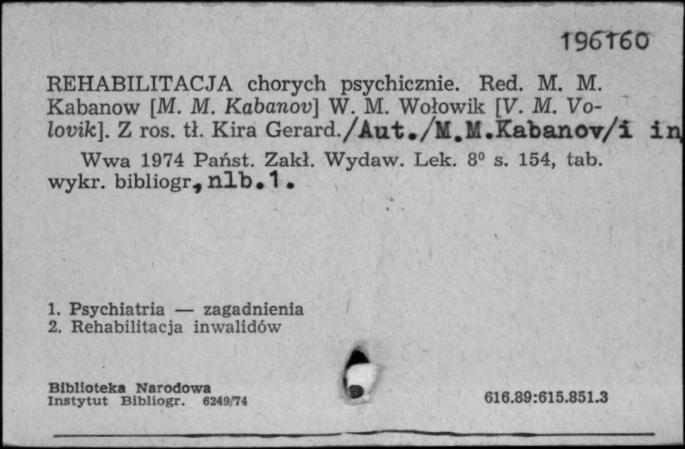 196160
REHABILITACJA chorych psychicznie. Red. M. M.
Kabanow [M. M. Kabanov] W. M. Wołowik [V. M. Vo-
lovik]. Z ros. tł. Kira Gerard./Aut./M.M.Kabanov/i in
Wwa 1974 Państ. Zakł. Wydaw. Lek. 8⁰ s. 154, tab.
wykr. bibliogr, nlb.1.
1. Psychiatria — zagadnienia
2. Rehabilitacja inwalidów
Biblioteka Narodowa
Instytut Bibliogr. 6249/74
616.89:615.851.3